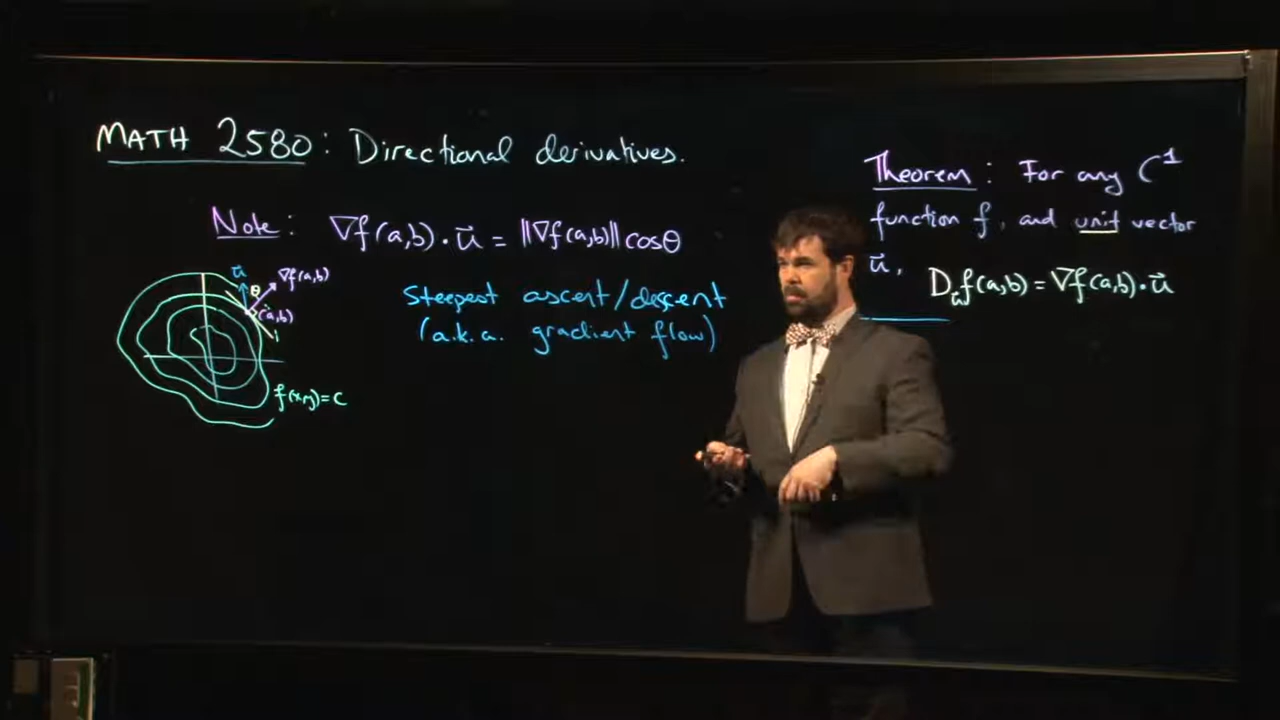 MATH 2580: Directional derivatives.
Note: ∇f(a,b)·u⃗ = ‖∇f(a,b)‖ cosθ
Steepest ascent/descent
(a.k.a. gradient flow)
u⃗
θ
∇f(a,b)
(a,b)
f(x,y)=C
Theorem: For any C¹
function f, and unit vector
u⃗,
D_u⃗ f(a,b) = ∇f(a,b)·u⃗